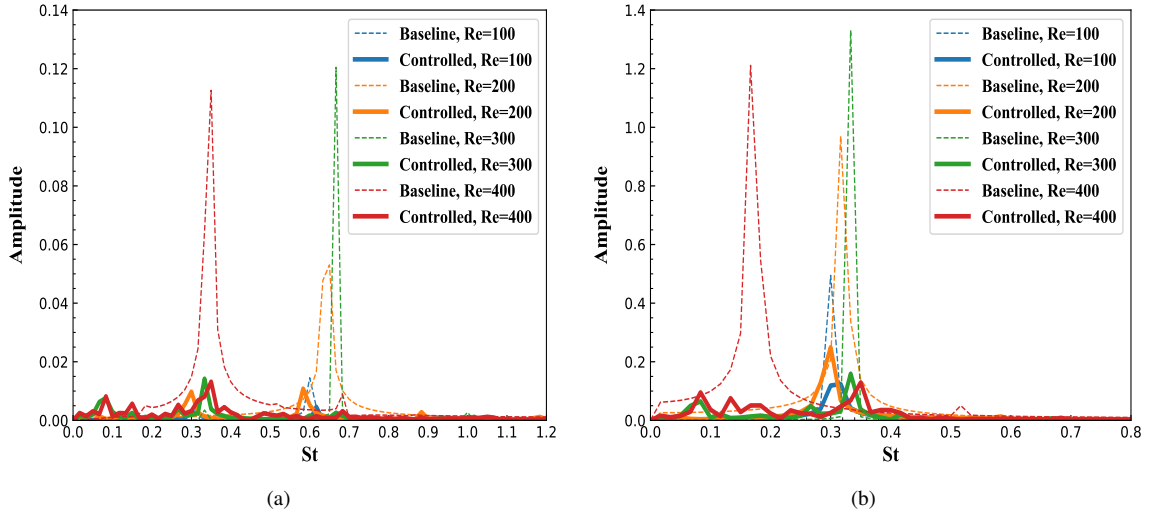 0.14
0.12
0.10
0.08
0.06
0.04
0.02
0.00
Amplitude
0.0 0.1 0.2 0.3 0.4 0.5 0.6 0.7 0.8 0.9 1.0 1.1 1.2
St
Baseline, Re=100
Controlled, Re=100
Baseline, Re=200
Controlled, Re=200
Baseline, Re=300
Controlled, Re=300
Baseline, Re=400
Controlled, Re=400
(a)
1.4
1.2
1.0
0.8
0.6
0.4
0.2
0.0
Amplitude
0.0 0.1 0.2 0.3 0.4 0.5 0.6 0.7 0.8
St
Baseline, Re=100
Controlled, Re=100
Baseline, Re=200
Controlled, Re=200
Baseline, Re=300
Controlled, Re=300
Baseline, Re=400
Controlled, Re=400
(b)